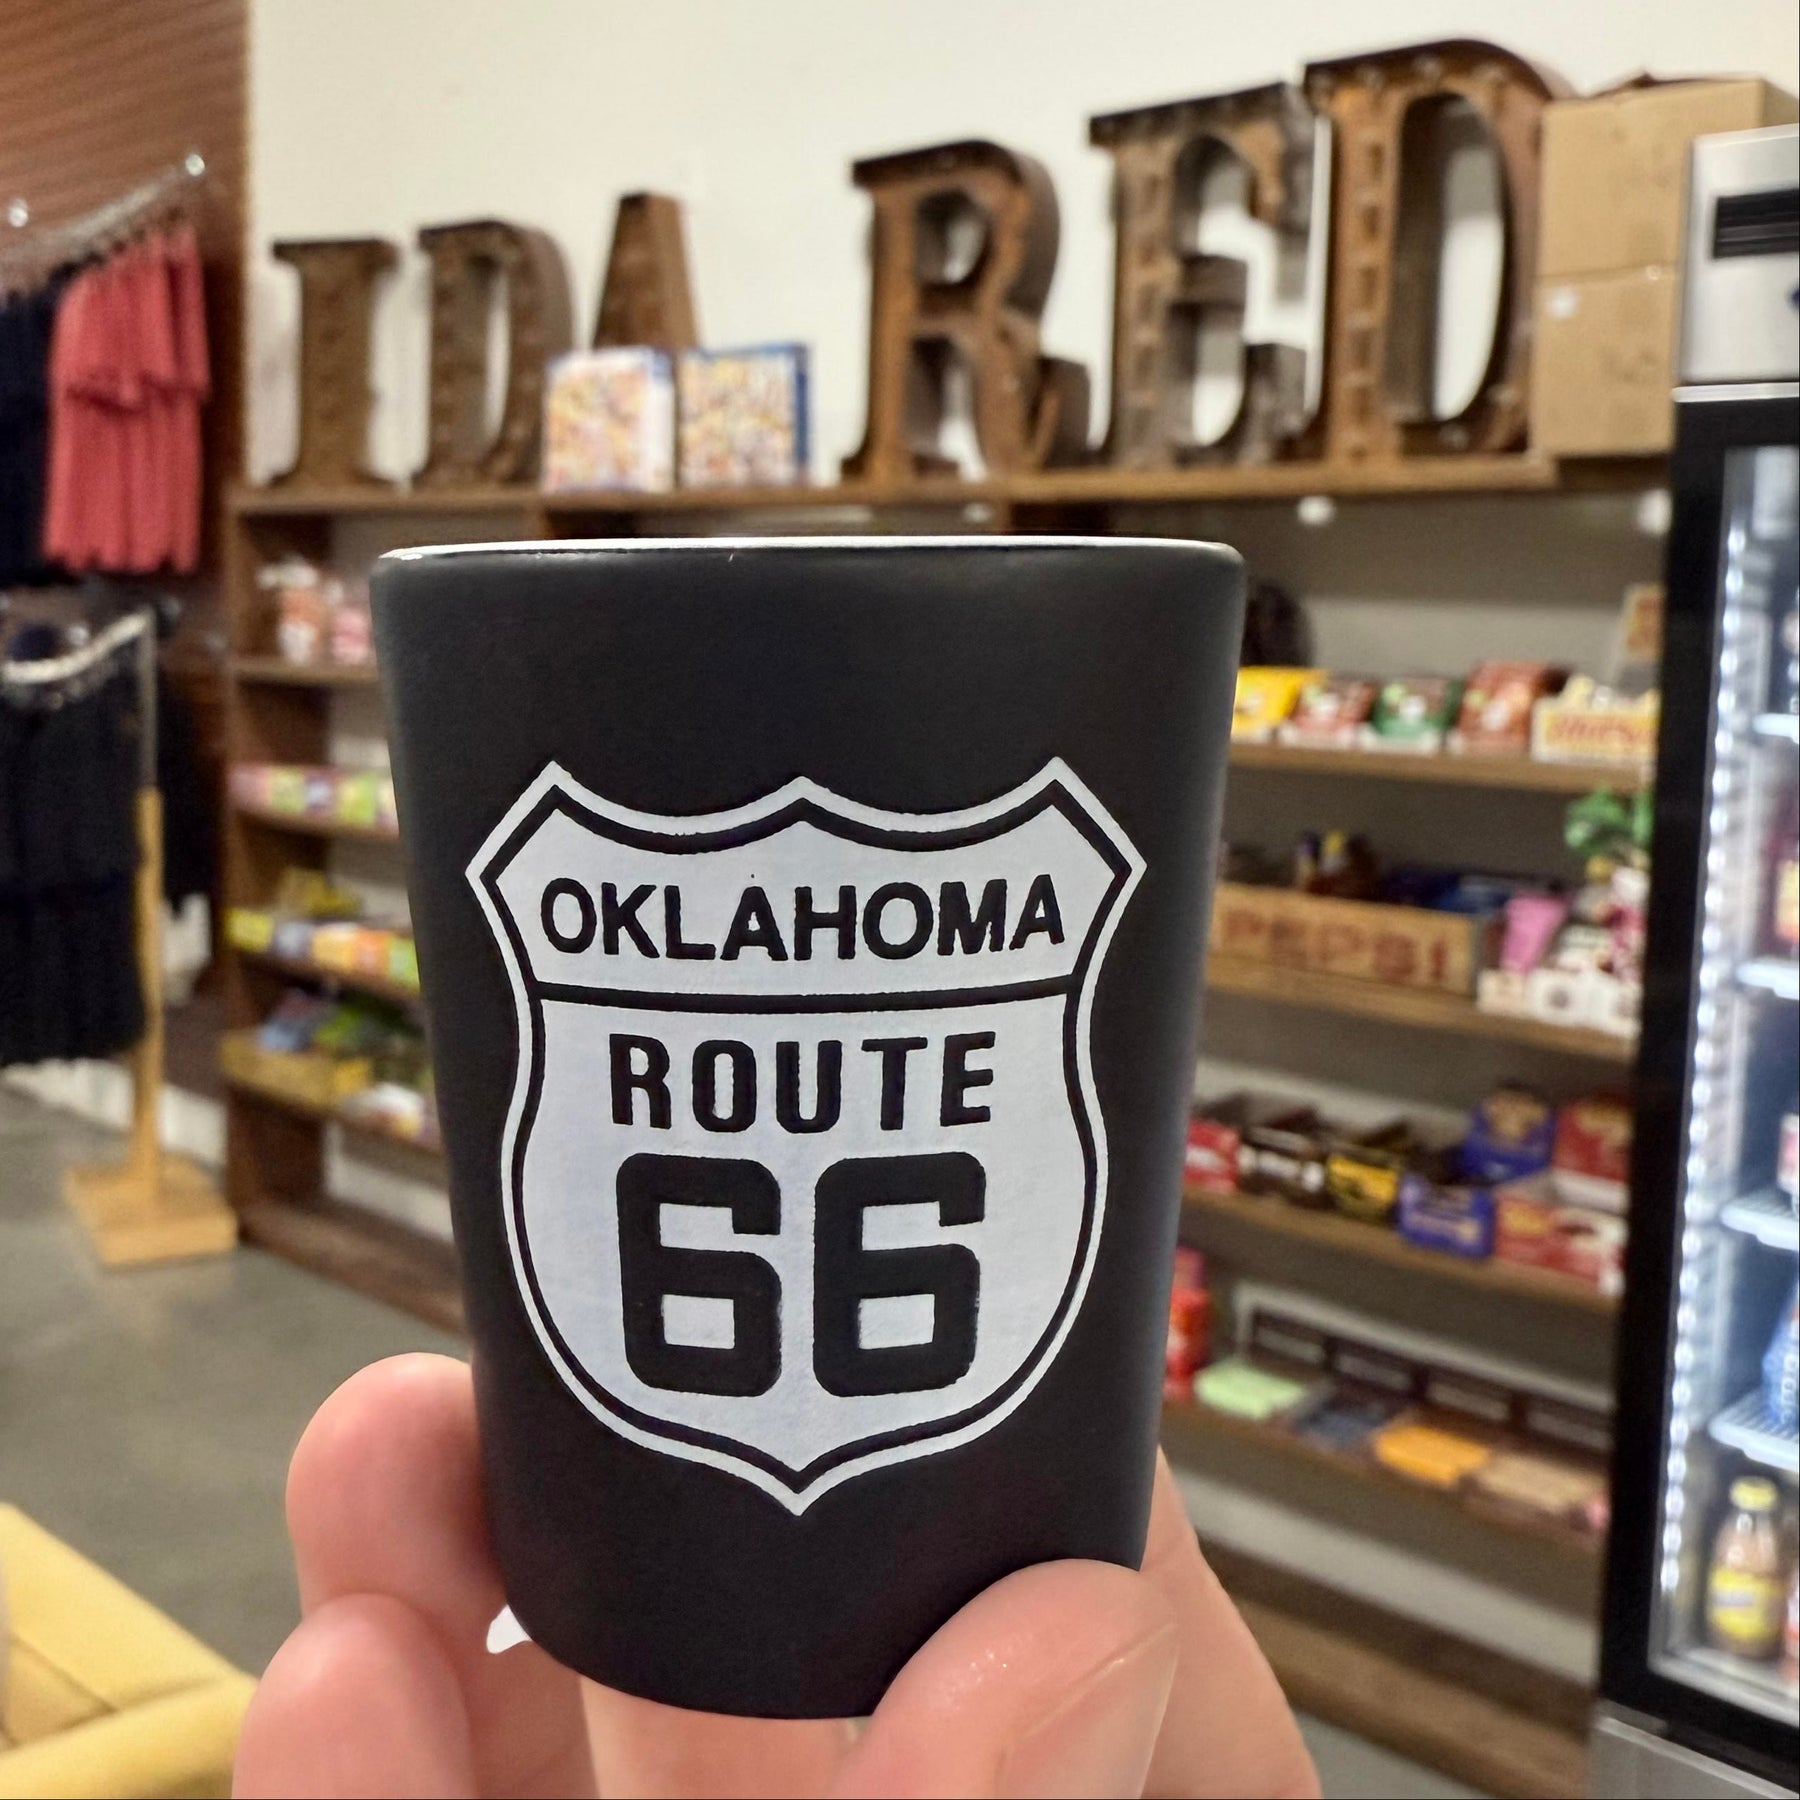 IDA RED
OKLAHOMA
ROUTE
66
PEPSI